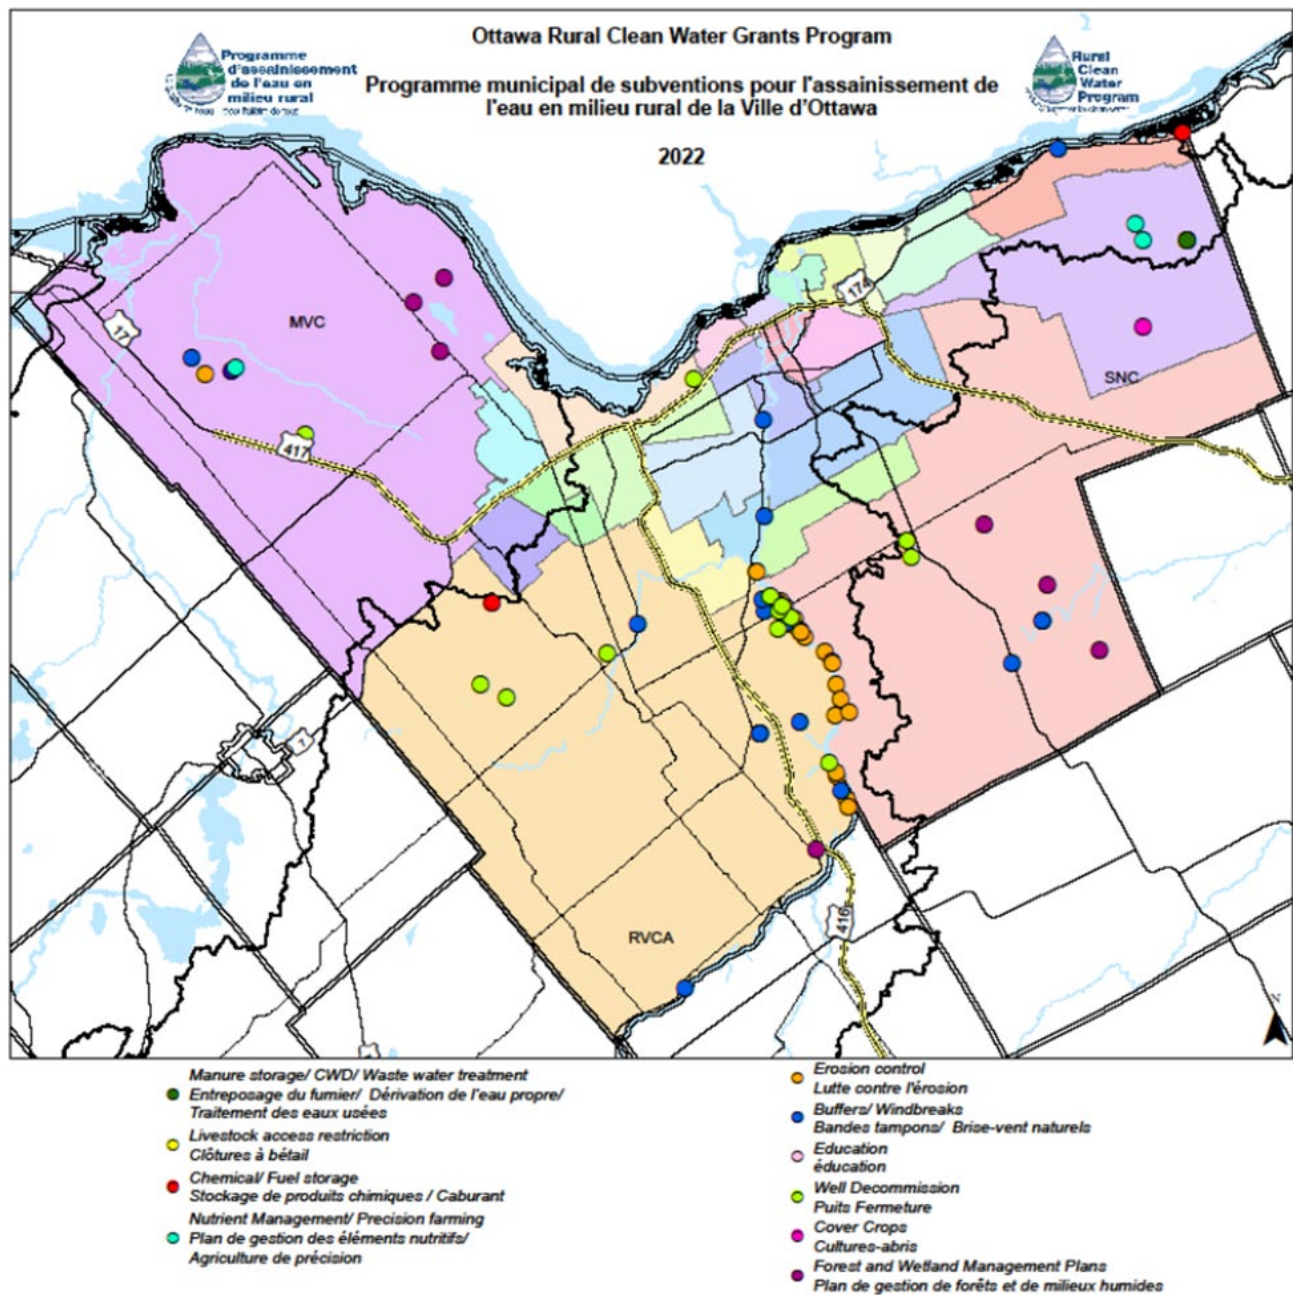 Ottawa Rural Clean Water Grants Program
Programme
d'assainissement
de l'eau en
milieu rural
Programme municipal de subventions pour l'assainissement de
l'eau en milieu rural de la Ville d'Ottawa
Rural
Clean
Water
Program
2022
174
MVC
17
SNC
417
7
RVCA
416
Manure storage/ CWD/ Waste water treatment
Entreposage du fumier/ Dérivation de l'eau propre/
Traitement des eaux usées
Livestock access restriction
Clôtures à bétail
Chemical/ Fuel storage
Stockage de produits chimiques / Caburant
Nutrient Management/ Precision farming
Plan de gestion des éléments nutritifs/
Agriculture de précision
Erosion control
Lutte contre l'érosion
Buffers/ Windbreaks
Bandes tampons/ Brise-vent naturels
Education
éducation
Well Decommission
Puits Fermeture
Cover Crops
Cultures-abris
Forest and Wetland Management Plans
Plan de gestion de forêts et de milieux humides